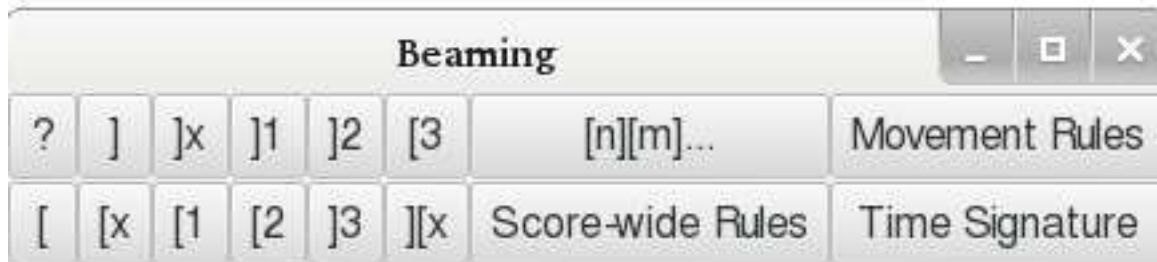 Beaming
? ] ]x ]1 ]2 [3 [n][m]... Movement Rules
[ [x [1 [2 ]3 ][x Score-wide Rules Time Signature